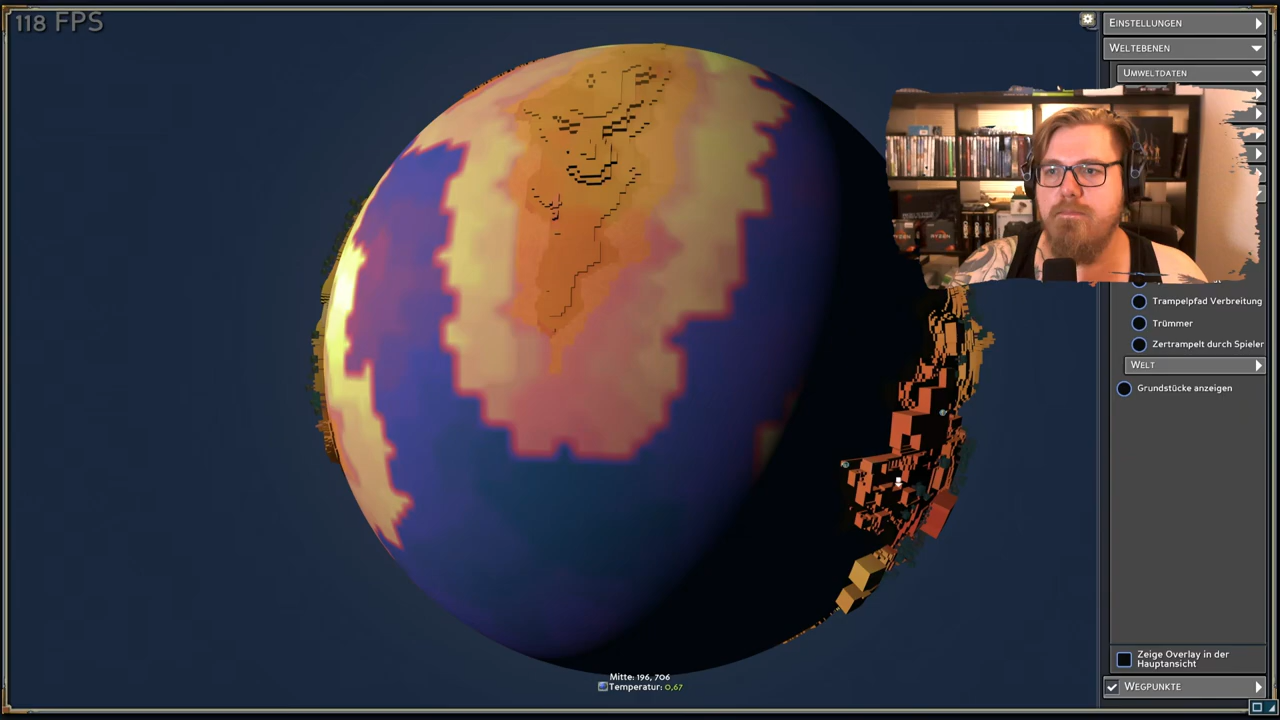 118 FPS
EINSTELLUNGEN
WELTEBENEN
UMWELTDATEN
Trampelpfad Verbreitung
Trümmer
Zertrampelt durch Spieler
WELT
Grundstücke anzeigen
Zeige Overlay in der
Hauptansicht
WEGPUNKTE
Mitte: 196, 706
Temperatur: 0,67